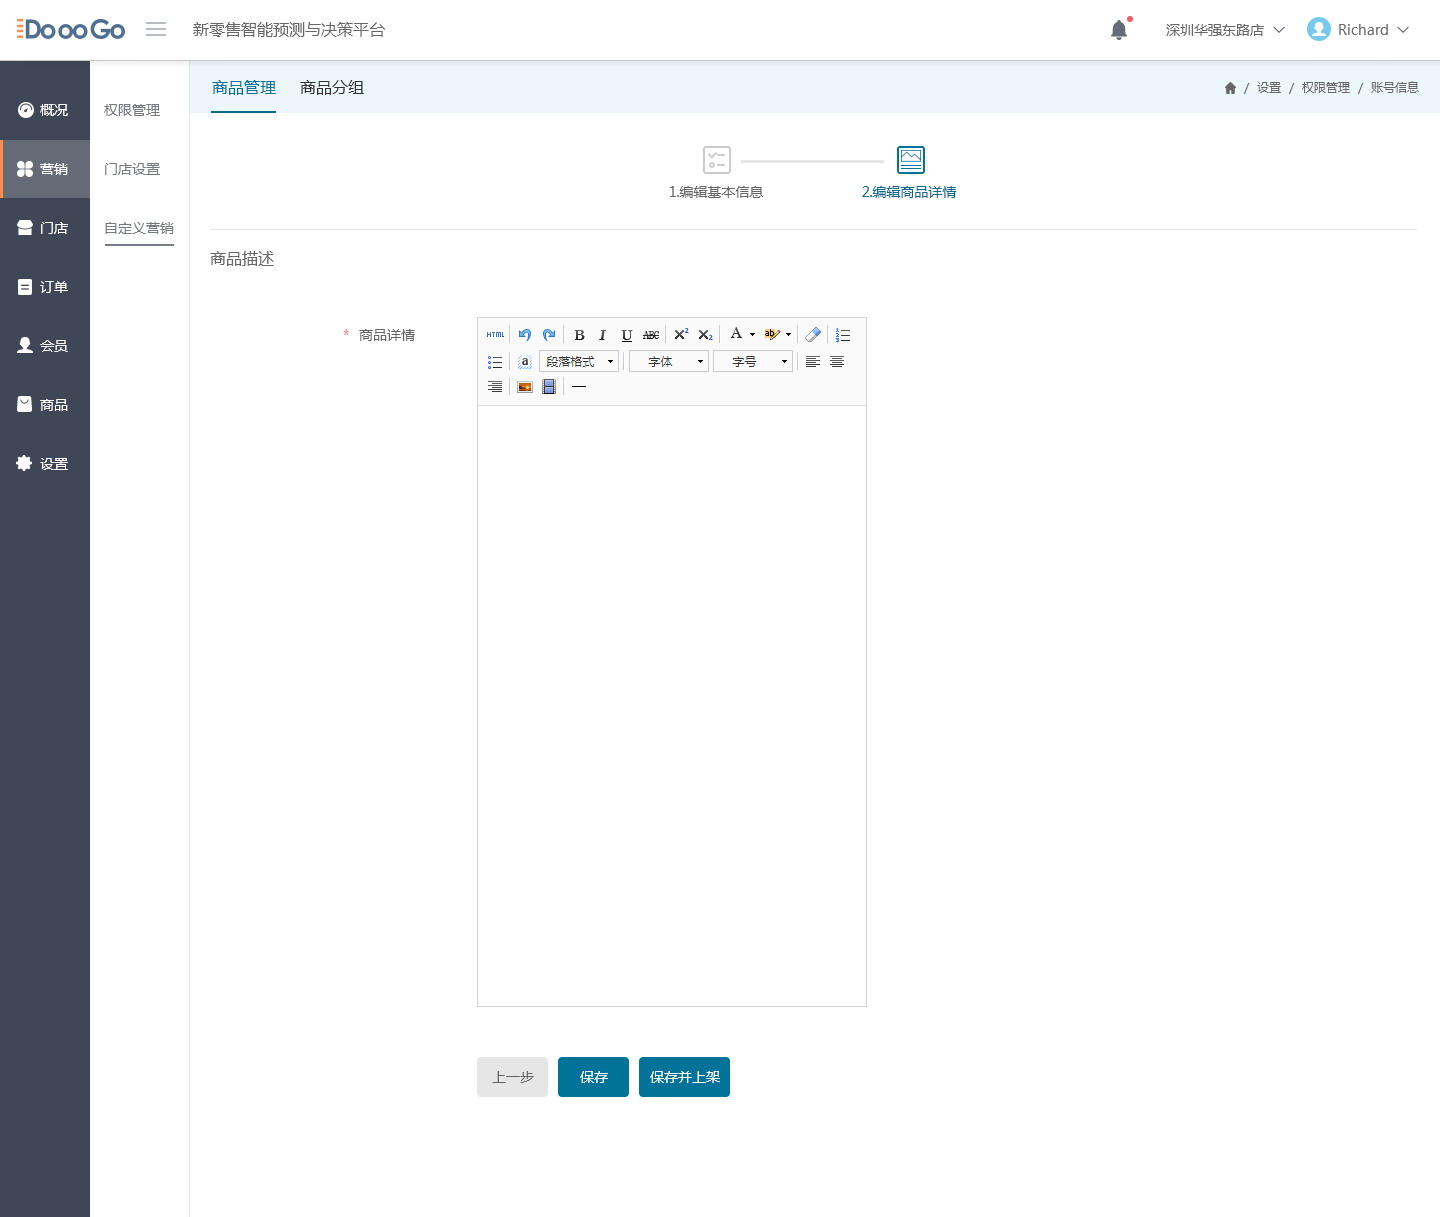 DoooGo
新零售智能预测与决策平台
深圳华强东路店
Richard
概况
营销
门店
订单
会员
商品
设置
权限管理
门店设置
自定义营销
商品管理 商品分组
/ 设置 / 权限管理 / 账号信息
1.编辑基本信息
2.编辑商品详情
商品描述
* 商品详情
HTML B I U ABC X² X₂ A ab
a 段落格式 字体 字号
上一步 保存 保存并上架